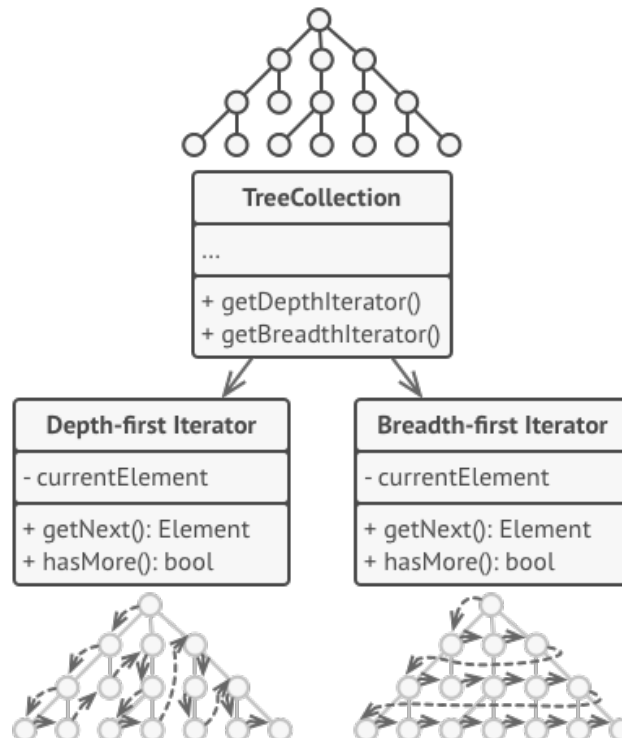 TreeCollection
...
+ getDepthIterator()
+ getBreadthIterator()
Depth-first Iterator
- currentElement
+ getNext(): Element
+ hasMore(): bool
Breadth-first Iterator
- currentElement
+ getNext(): Element
+ hasMore(): bool